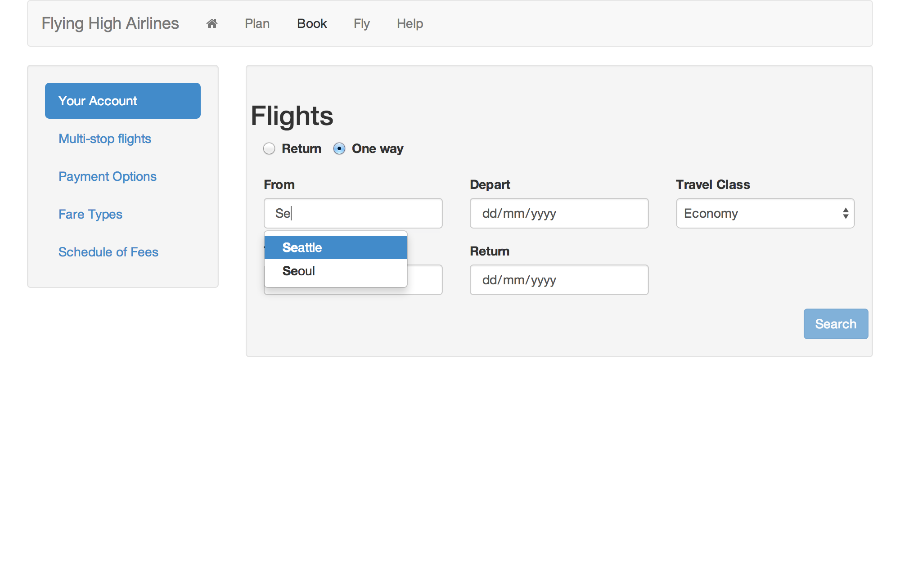 Flying High Airlines Plan Book Fly Help
Your Account
Multi-stop flights
Payment Options
Fare Types
Schedule of Fees
Flights
Return One way
From Depart Travel Class
Se dd/mm/yyyy Economy
Seattle
Seoul
Return
dd/mm/yyyy
Search